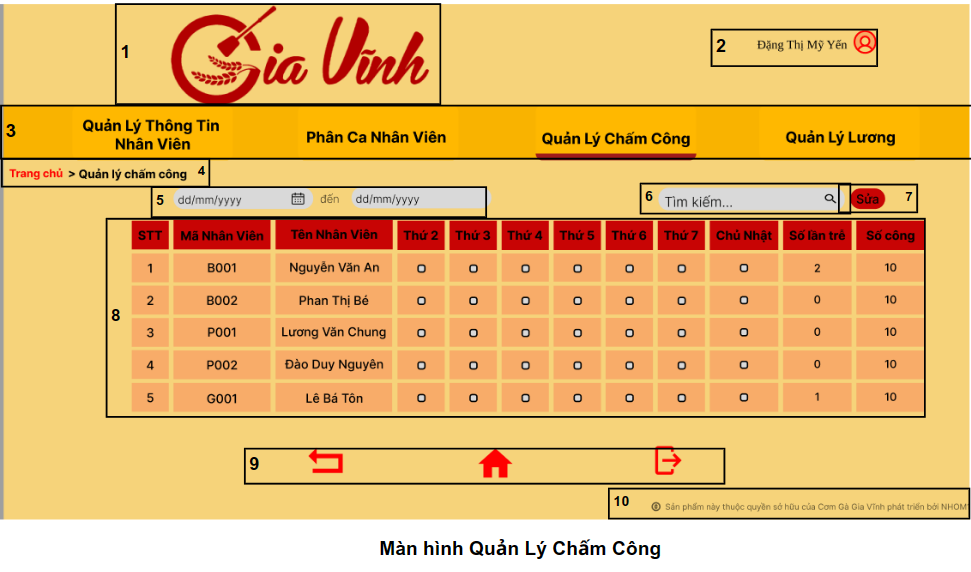 1
Gia Vĩnh
2
Đặng Thị Mỹ Yến
3
Quản Lý Thông Tin
Nhân Viên
Phân Ca Nhân Viên
Quản Lý Chấm Công
Quản Lý Lương
Trang chủ > Quản lý chấm công
4
5
dd/mm/yyyy
đến
dd/mm/yyyy
6
Tìm kiếm...
Sửa
7
8
STT Mã Nhân Viên Tên Nhân Viên Thứ 2 Thứ 3 Thứ 4 Thứ 5 Thứ 6 Thứ 7 Chủ Nhật Số lần trễ Số công
1 B001 Nguyễn Văn An 2 10
2 B002 Phan Thị Bé 0 10
3 P001 Lương Văn Chung 0 10
4 P002 Đào Duy Nguyên 0 10
5 G001 Lê Bá Tôn 1 10
9
10
Sản phẩm này thuộc quyền sở hữu của Cơm Gà Gia Vĩnh phát triển bởi NHOM
Màn hình Quản Lý Chấm Công